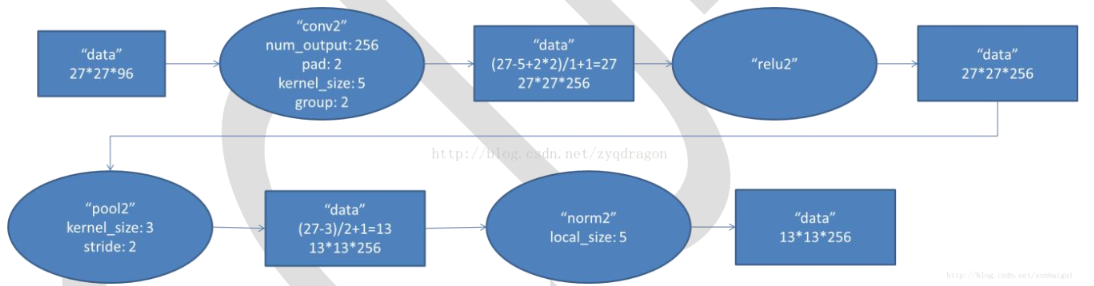 “data”
27*27*96
“conv2”
num_output: 256
pad: 2
kernel_size: 5
group: 2
“data”
(27-5+2*2)/1+1=27
27*27*256
“relu2”
“data”
27*27*256
http://blog.csdn.net/zyqdragon
“pool2”
kernel_size: 3
stride: 2
“data”
(27-3)/2+1=13
13*13*256
“norm2”
local_size: 5
“data”
13*13*256